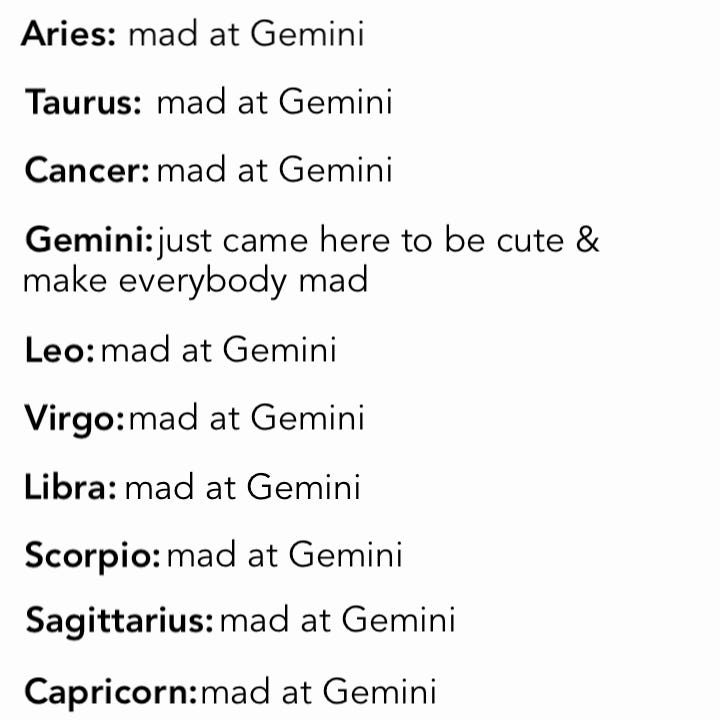 Aries: mad at Gemini
Taurus: mad at Gemini
Cancer: mad at Gemini
Gemini: just came here to be cute &
make everybody mad
Leo: mad at Gemini
Virgo: mad at Gemini
Libra: mad at Gemini
Scorpio: mad at Gemini
Sagittarius: mad at Gemini
Capricorn: mad at Gemini